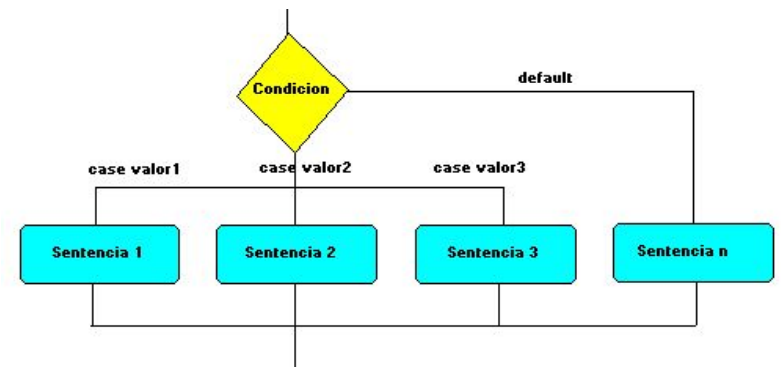 Condicion
default
case valor1
case valor2
case valor3
Sentencia 1
Sentencia 2
Sentencia 3
Sentencia n